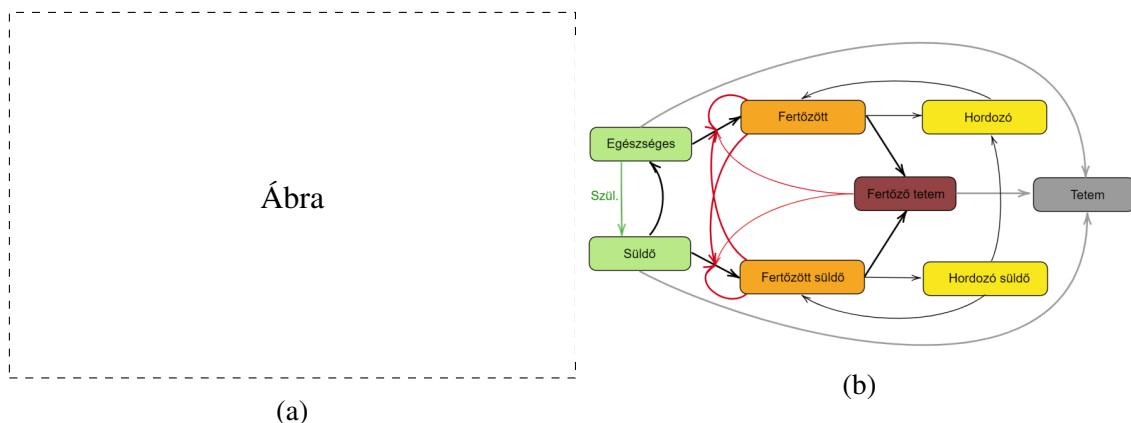 Ábra
(a)
Fertőzött
Hordozó
Egészséges
Szül.
Fertőző tetem
Tetem
Süldő
Fertőzött süldő
Hordozó süldő
(b)